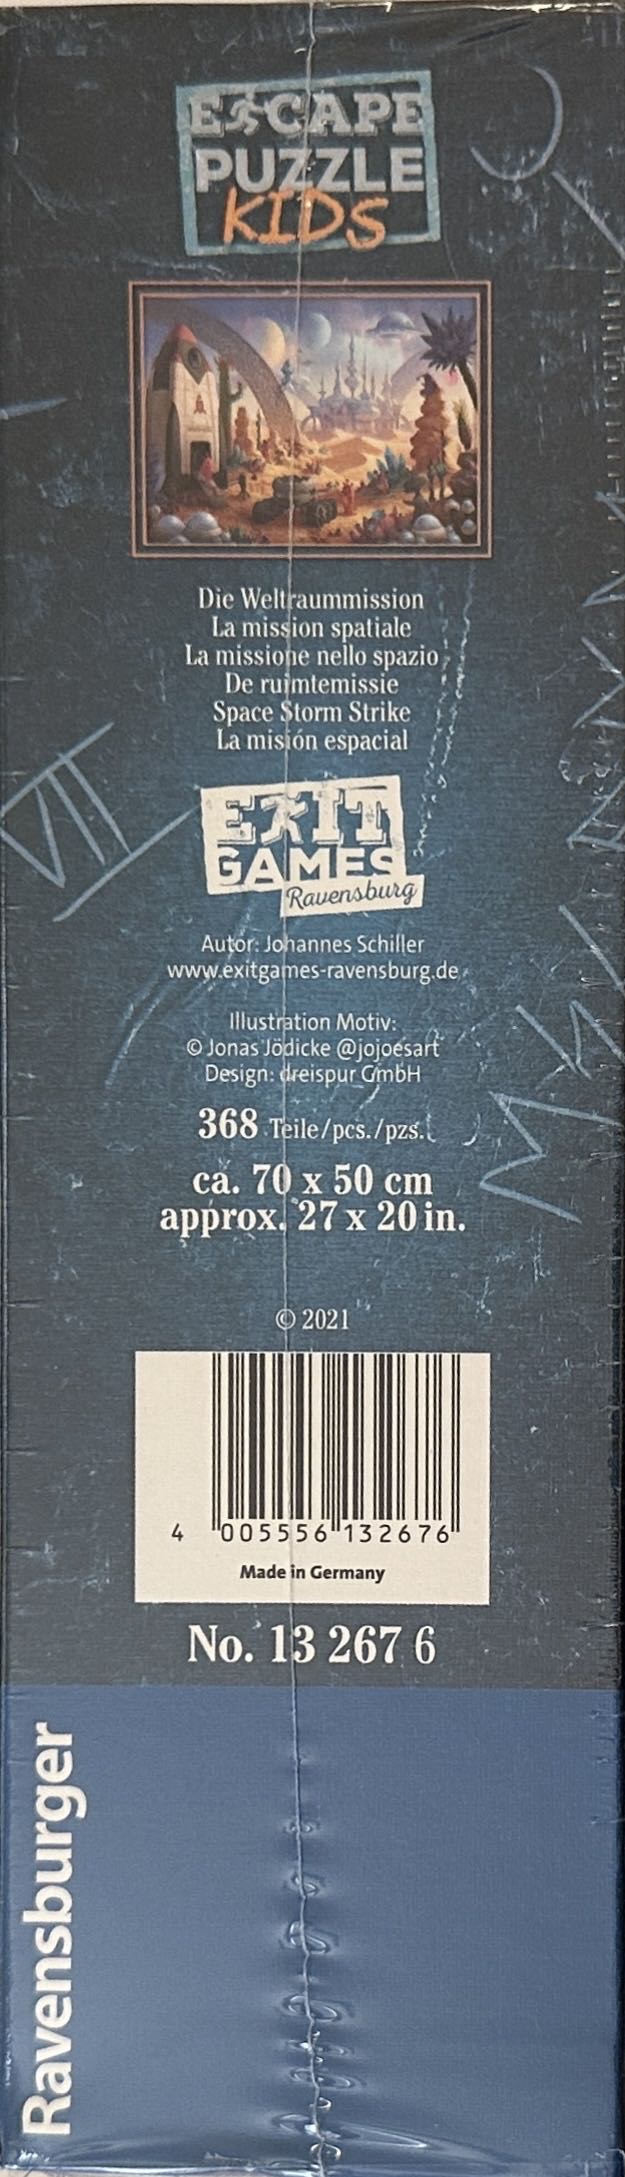 ESCAPE
PUZZLE
KIDS
Die Weltraummission
La mission spatiale
La missione nello spazio
De ruimtemissie
Space Storm Strike
La misión espacial
VII
EXIT
GAMES
Ravensburg
Autor: Johannes Schiller
www.exitgames-ravensburg.de
Illustration Motiv:
© Jonas Jödicke @jojoesart
Design: dreispur GmbH
368 Teile/pcs./pzs.
ca. 70 x 50 cm
approx. 27 x 20 in.
© 2021
4 005556 132676
Made in Germany
No. 13 267 6
Ravensburger